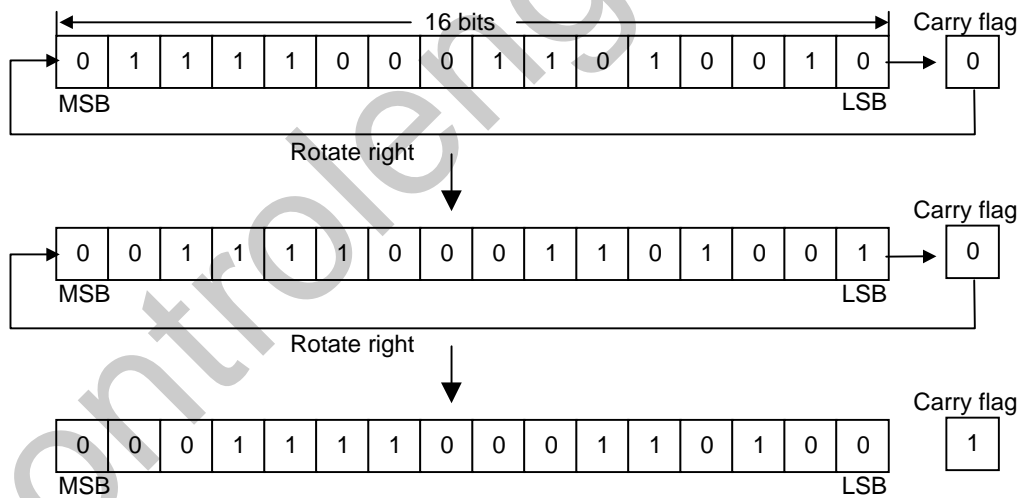 16 bits Carry flag
0 1 1 1 1 0 0 0 1 1 0 1 0 0 1 0 0
MSB LSB
Rotate right
Carry flag
0 0 1 1 1 1 0 0 0 1 1 0 1 0 0 1 0
MSB LSB
Rotate right
Carry flag
0 0 0 1 1 1 1 0 0 0 1 1 0 1 0 0 1
MSB LSB
ontroleng